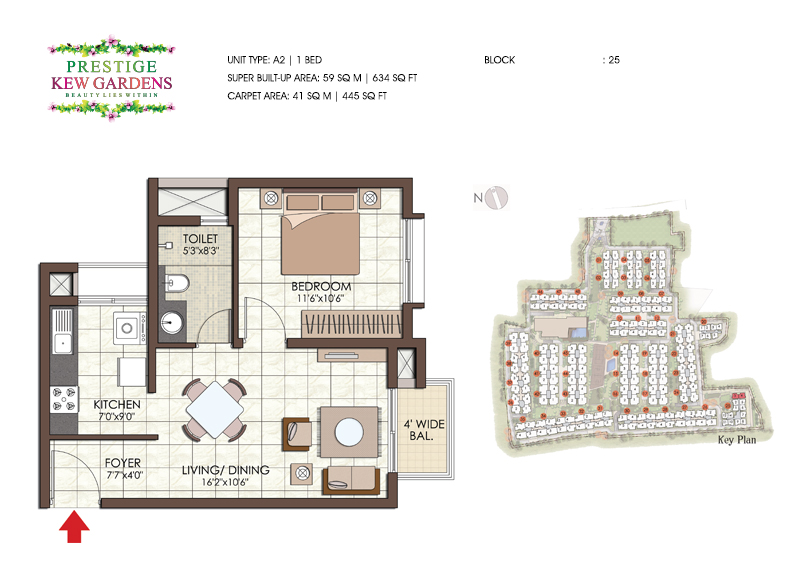 PRESTIGE
KEW GARDENS
BEAUTY LIES WITHIN
UNIT TYPE: A2 | 1 BED
SUPER BUILT-UP AREA: 59 SQ M | 634 SQ FT
CARPET AREA: 41 SQ M | 445 SQ FT
BLOCK : 25
N
TOILET
5'3"x8'3"
BEDROOM
11'6"x10'6"
KITCHEN
7'0"x9'0"
4' WIDE
BAL.
FOYER
7'7"x4'0"
LIVING/ DINING
16'2"x10'6"
Key Plan